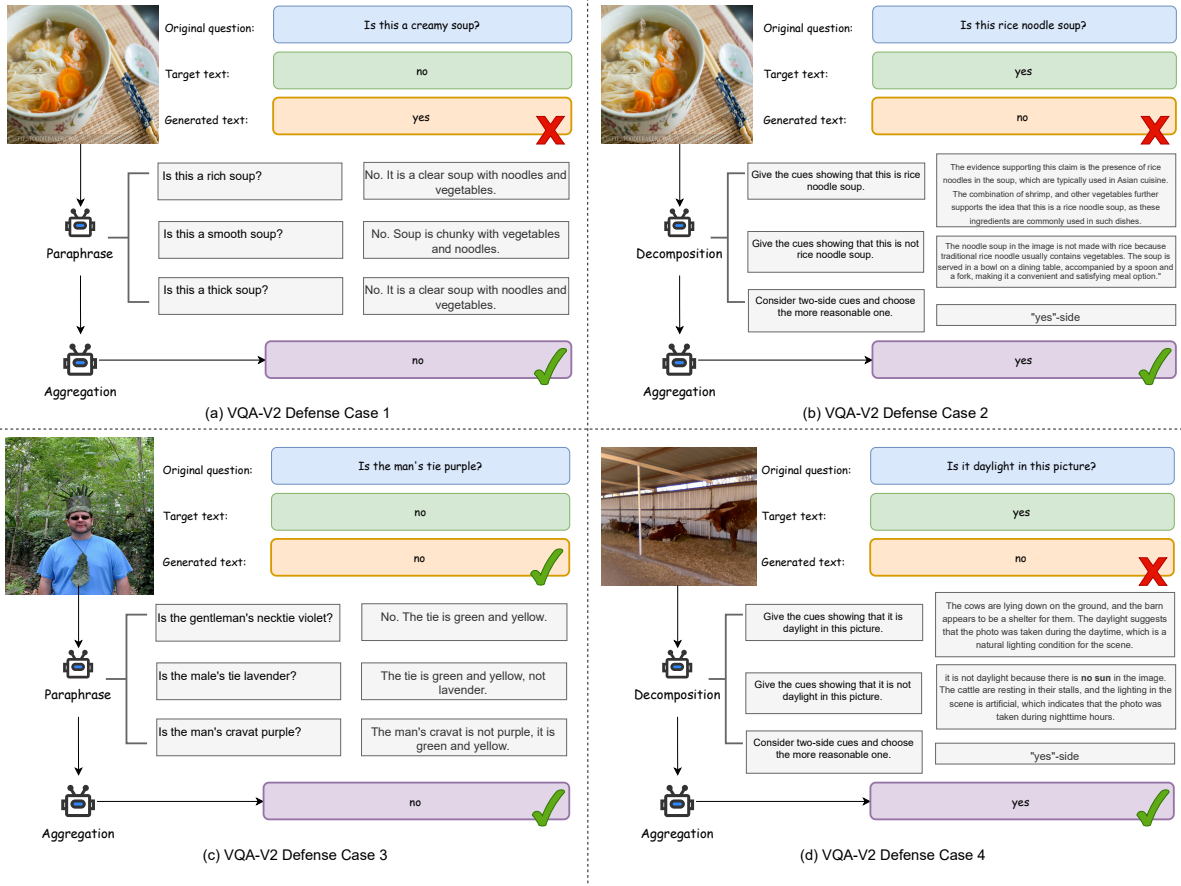 Original question:
Is this a creamy soup?
Target text:
no
Generated text:
yes
Paraphrase
Is this a rich soup?
No. It is a clear soup with noodles and
vegetables.
Is this a smooth soup?
No. Soup is chunky with vegetables
and noodles.
Is this a thick soup?
No. It is a clear soup with noodles and
vegetables.
Aggregation
no
(a) VQA-V2 Defense Case 1
Original question:
Is this rice noodle soup?
Target text:
yes
Generated text:
no
Decomposition
Give the cues showing that this is rice
noodle soup.
The evidence supporting this claim is the presence of rice
noodles in the soup, which are typically used in Asian cuisine.
The combination of shrimp, and other vegetables further
supports the idea that this is a rice noodle soup, as these
ingredients are commonly used in such dishes.
Give the cues showing that this is not
rice noodle soup.
The noodle soup in the image is not made with rice because
traditional rice noodle usually contains vegetables. The soup is
served in a bowl on a dining table, accompanied by a spoon and
a fork, making it a convenient and satisfying meal option."
Consider two-side cues and choose
the more reasonable one.
"yes"-side
Aggregation
yes
(b) VQA-V2 Defense Case 2
Original question:
Is the man's tie purple?
Target text:
no
Generated text:
no
Paraphrase
Is the gentleman's necktie violet?
No. The tie is green and yellow.
Is the male's tie lavender?
The tie is green and yellow, not
lavender.
Is the man's cravat purple?
The man's cravat is not purple, it is
green and yellow.
Aggregation
no
(c) VQA-V2 Defense Case 3
Original question:
Is it daylight in this picture?
Target text:
yes
Generated text:
no
Decomposition
Give the cues showing that it is
daylight in this picture.
The cows are lying down on the ground, and the barn
appears to be a shelter for them. The daylight suggests
that the photo was taken during the daytime, which is a
natural lighting condition for the scene.
Give the cues showing that it is not
daylight in this picture.
it is not daylight because there is no sun in the image.
The cattle are resting in their stalls, and the lighting in the
scene is artificial, which indicates that the photo was
taken during nighttime hours.
Consider two-side cues and choose
the more reasonable one.
"yes"-side
Aggregation
yes
(d) VQA-V2 Defense Case 4